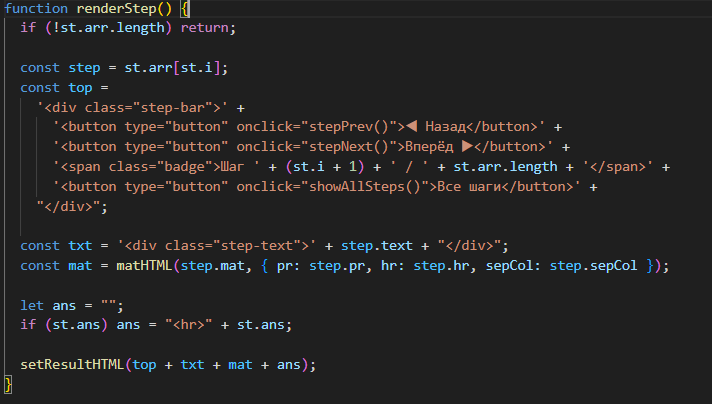 function renderStep() {
if (!st.arr.length) return;
const step = st.arr[st.i];
const top =
'<div class="step-bar">' +
'<button type="button" onclick="stepPrev()">◀ Назад</button>' +
'<button type="button" onclick="stepNext()">Вперёд ▶</button>' +
'<span class="badge">Шаг ' + (st.i + 1) + ' / ' + st.arr.length + '</span>' +
'<button type="button" onclick="showAllSteps()">Все шаги</button>' +
"</div>";
const txt = '<div class="step-text">' + step.text + "</div>";
const mat = matHTML(step.mat, { pr: step.pr, hr: step.hr, sepCol: step.sepCol });
let ans = "";
if (st.ans) ans = "<hr>" + st.ans;
setResultHTML(top + txt + mat + ans);
}